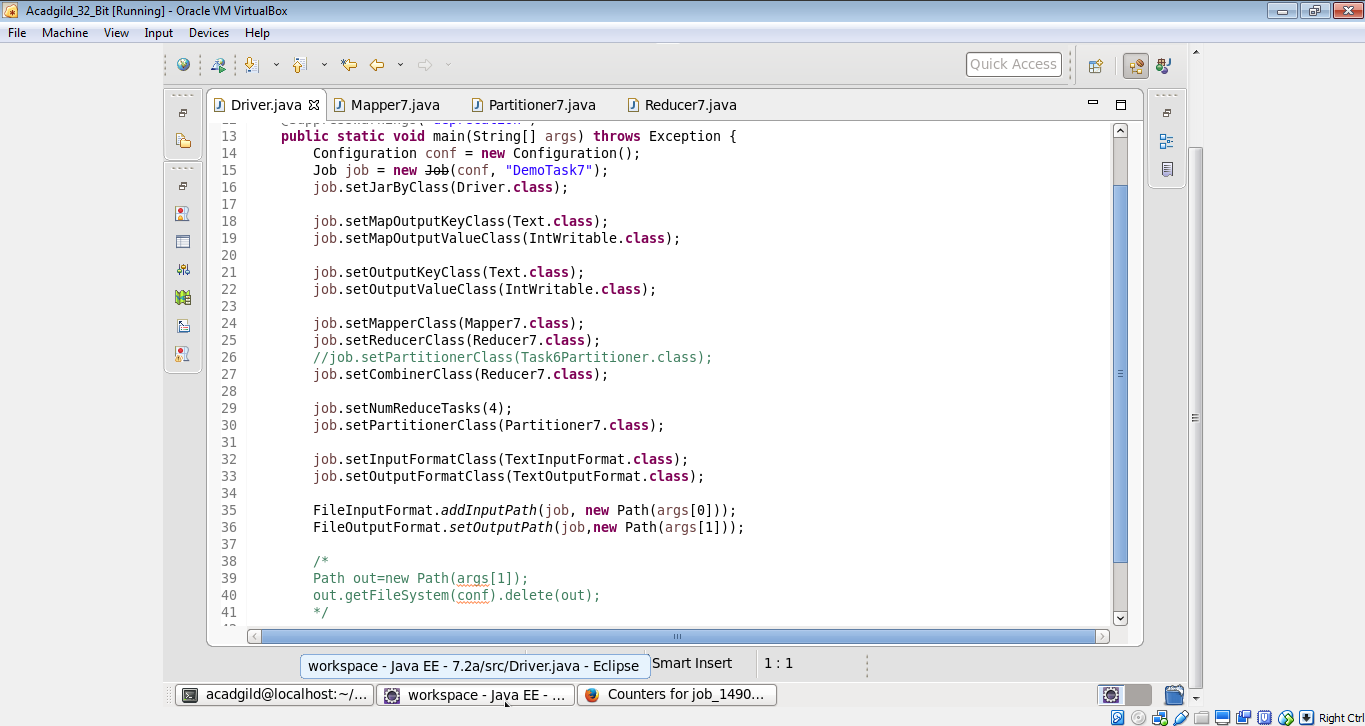 Acadgild_32_Bit [Running] - Oracle VM VirtualBox
File Machine View Input Devices Help
Quick Access
Driver.java Mapper7.java Partitioner7.java Reducer7.java
13 public static void main(String[] args) throws Exception {
14 Configuration conf = new Configuration();
15 Job job = new Job(conf, "DemoTask7");
16 job.setJarByClass(Driver.class);
17
18 job.setMapOutputKeyClass(Text.class);
19 job.setMapOutputValueClass(IntWritable.class);
20
21 job.setOutputKeyClass(Text.class);
22 job.setOutputValueClass(IntWritable.class);
23
24 job.setMapperClass(Mapper7.class);
25 job.setReducerClass(Reducer7.class);
26 //job.setPartitionerClass(Task6Partitioner.class);
27 job.setCombinerClass(Reducer7.class);
28
29 job.setNumReduceTasks(4);
30 job.setPartitionerClass(Partitioner7.class);
31
32 job.setInputFormatClass(TextInputFormat.class);
33 job.setOutputFormatClass(TextOutputFormat.class);
34
35 FileInputFormat.addInputPath(job, new Path(args[0]));
36 FileOutputFormat.setOutputPath(job,new Path(args[1]));
37
38 /*
39 Path out=new Path(args[1]);
40 out.getFileSystem(conf).delete(out);
41 */
workspace - Java EE - 7.2a/src/Driver.java - Eclipse Smart Insert 1 : 1
acadgild@localhost:~/... workspace - Java EE - ... Counters for job_1490...
Right Ctrl